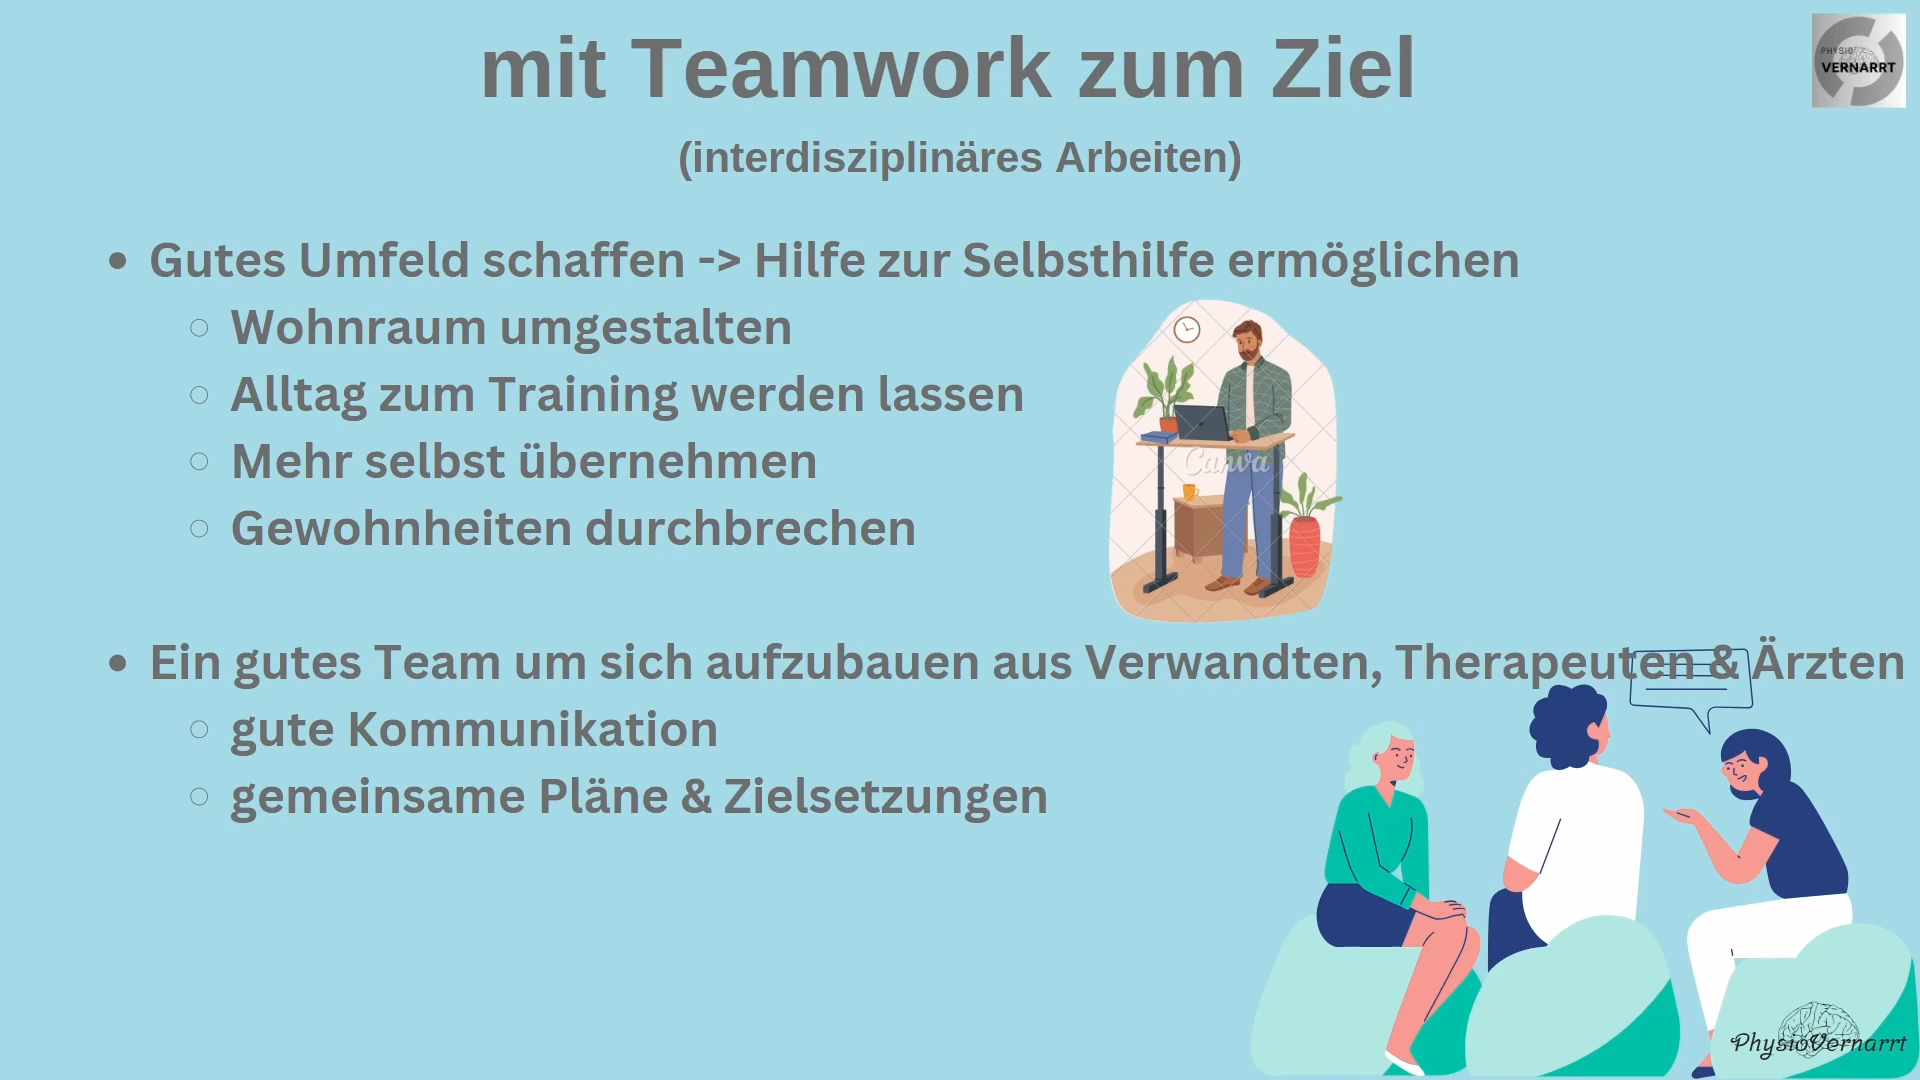 mit Teamwork zum Ziel
PHYSIO
VERNARRT
(interdisziplinäres Arbeiten)
• Gutes Umfeld schaffen -> Hilfe zur Selbsthilfe ermöglichen
○ Wohnraum umgestalten
○ Alltag zum Training werden lassen
○ Mehr selbst übernehmen
○ Gewohnheiten durchbrechen
Canva
• Ein gutes Team um sich aufzubauen aus Verwandten, Therapeuten & Ärzten
○ gute Kommunikation
○ gemeinsame Pläne & Zielsetzungen
PhysioVernarrt